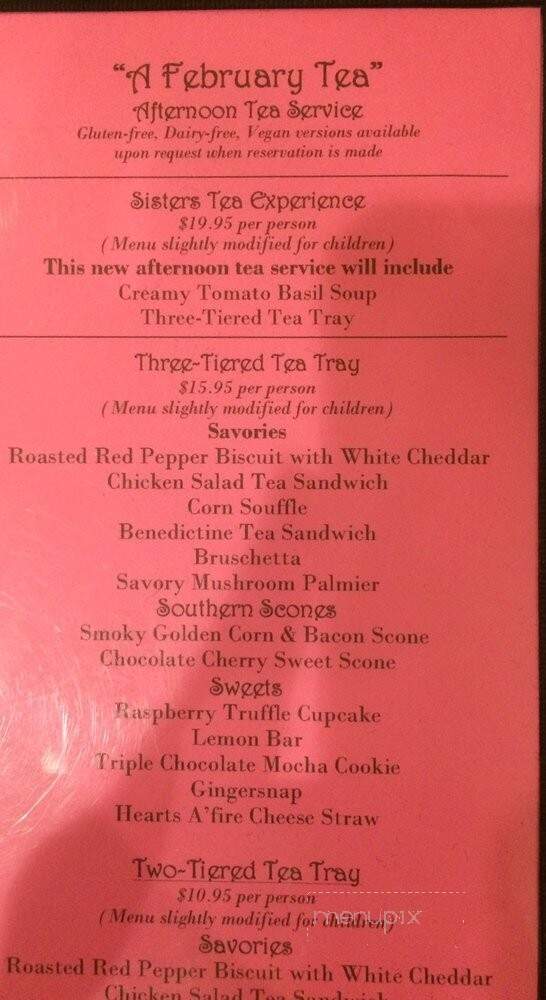 “A February Tea”
Afternoon Tea Service
Gluten-free, Dairy-free, Vegan versions available
upon request when reservation is made
Sisters Tea Experience
$19.95 per person
(Menu slightly modified for children)
This new afternoon tea service will include
Creamy Tomato Basil Soup
Three-Tiered Tea Tray
Three-Tiered Tea Tray
$15.95 per person
(Menu slightly modified for children)
Savories
Roasted Red Pepper Biscuit with White Cheddar
Chicken Salad Tea Sandwich
Corn Souffle
Benedictine Tea Sandwich
Bruschetta
Savory Mushroom Palmier
Southern Scones
Smoky Golden Corn & Bacon Scone
Chocolate Cherry Sweet Scone
Sweets
Raspberry Truffle Cupcake
Lemon Bar
Triple Chocolate Mocha Cookie
Gingersnap
Hearts A’fire Cheese Straw
Two-Tiered Tea Tray
$10.95 per person
(Menu slightly modified for children)
menupix
Savories
Roasted Red Pepper Biscuit with White Cheddar
Chicken Salad Tea Sandwich